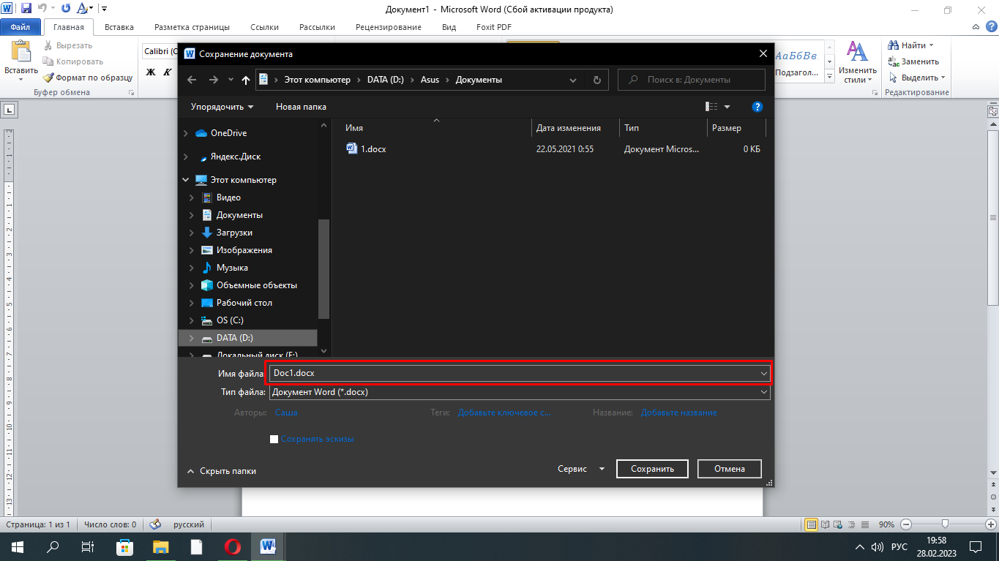 Документ1 - Microsoft Word (Сбой активации продукта)
Файл Главная Вставка Разметка страницы Ссылки Рассылки Рецензирование Вид Foxit PDF
Вставить
Вырезать
Копировать
Формат по образцу
Буфер обмена
Calibri (
Ж К
АаБбВв.
Подзагол...
Изменить
стили
Найти
Заменить
Выделить
Редактирование
Сохранение документа
Этот компьютер > DATA (D:) > Asus > Документы
Поиск в: Документы
Упорядочить Новая папка
OneDrive
Яндекс.Диск
Этот компьютер
Видео
Документы
Загрузки
Изображения
Музыка
Объемные объекты
Рабочий стол
OS (C:)
DATA (D:)
Локальный диск (E:)
Имя Дата изменения Тип Размер
1.docx 22.05.2021 0:55 Документ Micros... 0 КБ
Имя файла: Doc1.docx
Тип файла: Документ Word (*.docx)
Авторы: Саша Теги: Добавьте ключевое с... Название: Добавьте название
Сохранять эскизы
Скрыть папки Сервис Сохранить Отмена
Страница: 1 из 1 Число слов: 0 русский 90%
РУС
19:58
28.02.2023